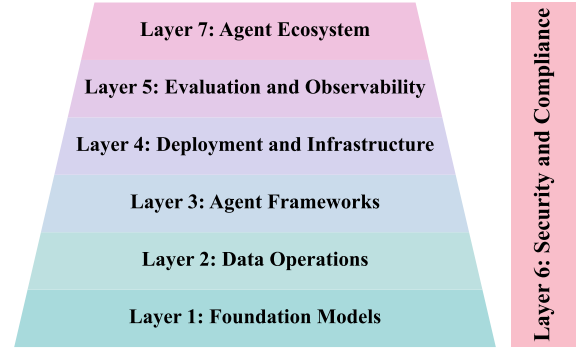 Layer 7: Agent Ecosystem
Layer 5: Evaluation and Observability
Layer 4: Deployment and Infrastructure
Layer 3: Agent Frameworks
Layer 2: Data Operations
Layer 1: Foundation Models
Layer 6: Security and Compliance